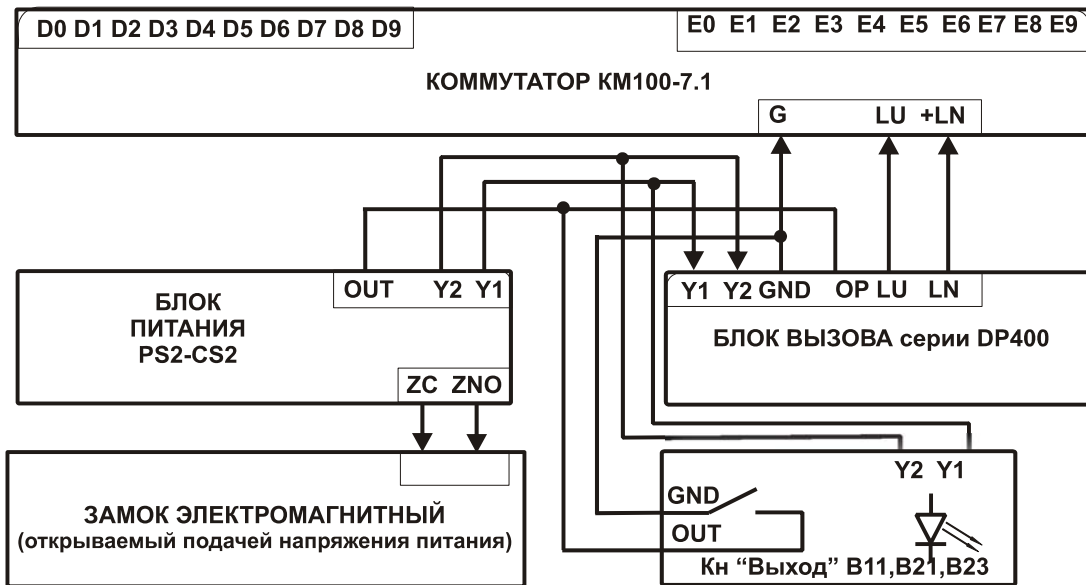 D0 D1 D2 D3 D4 D5 D6 D7 D8 D9
E0 E1 E2 E3 E4 E5 E6 E7 E8 E9
КОММУТАТОР КМ100-7.1
G LU +LN
OUT Y2 Y1
БЛОК
ПИТАНИЯ
PS2-CS2
ZC ZNO
Y1 Y2 GND OP LU LN
БЛОК ВЫЗОВА серии DP400
ЗАМОК ЭЛЕКТРОМАГНИТНЫЙ
(открываемый подачей напряжения питания)
Y2 Y1
GND
OUT
Кн “Выход” B11,B21,B23